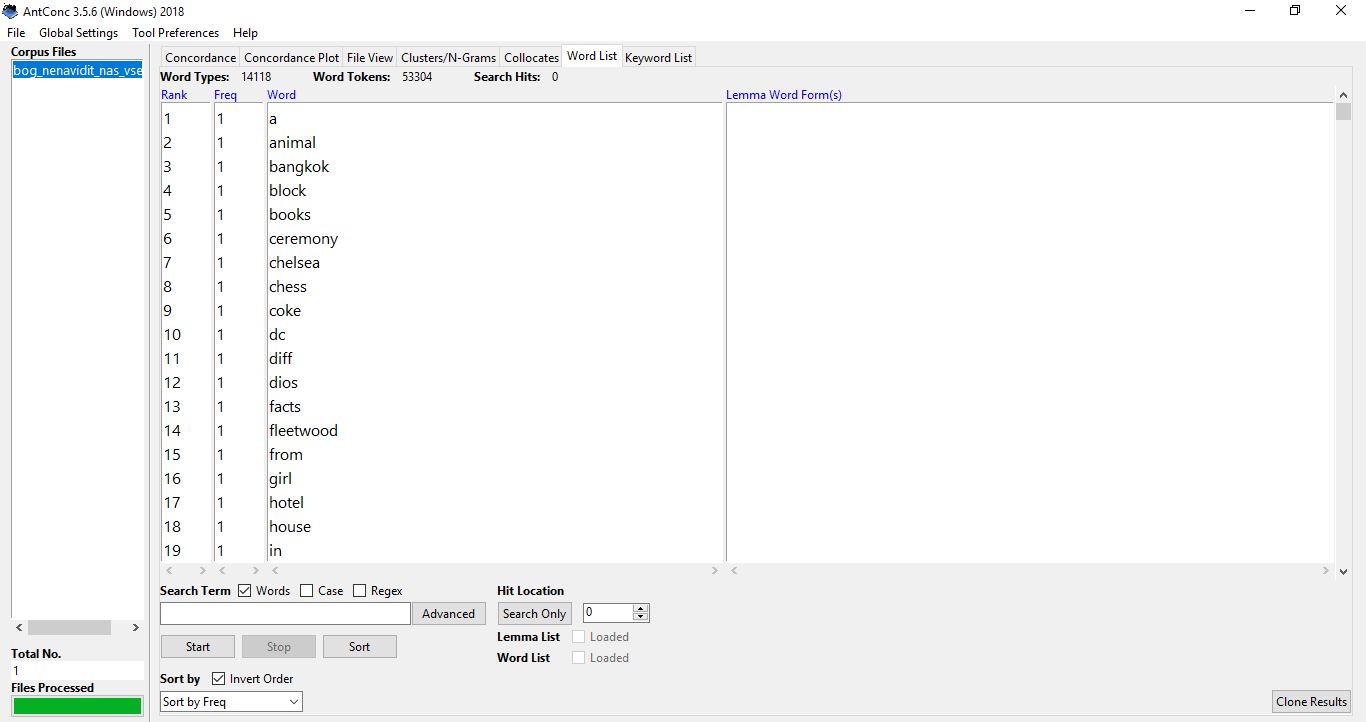 AntConc 3.5.6 (Windows) 2018
File Global Settings Tool Preferences Help
Corpus Files
bog_nenavidit_nas_vse
Concordance Concordance Plot File View Clusters/N-Grams Collocates Word List Keyword List
Word Types: 14118 Word Tokens: 53304 Search Hits: 0
Rank Freq Word Lemma Word Form(s)
1 1 a
2 1 animal
3 1 bangkok
4 1 block
5 1 books
6 1 ceremony
7 1 chelsea
8 1 chess
9 1 coke
10 1 dc
11 1 diff
12 1 dios
13 1 facts
14 1 fleetwood
15 1 from
16 1 girl
17 1 hotel
18 1 house
19 1 in
Search Term Words Case Regex Hit Location
Advanced Search Only 0
Start Stop Sort Lemma List Loaded
Word List Loaded
Total No.
1
Files Processed
Sort by Invert Order
Sort by Freq
Clone Results